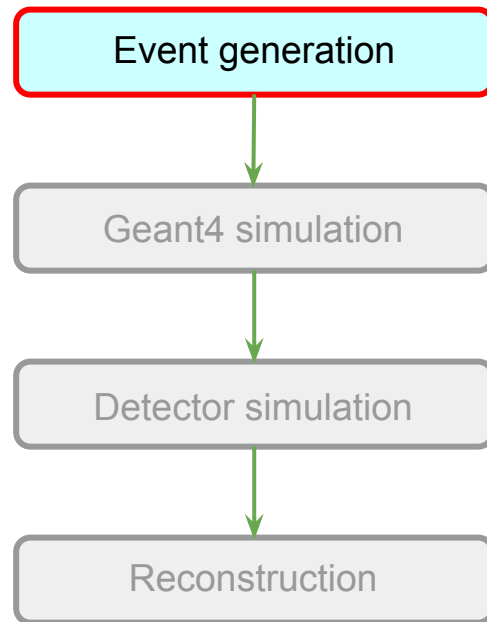 Event generation
Geant4 simulation
Detector simulation
Reconstruction